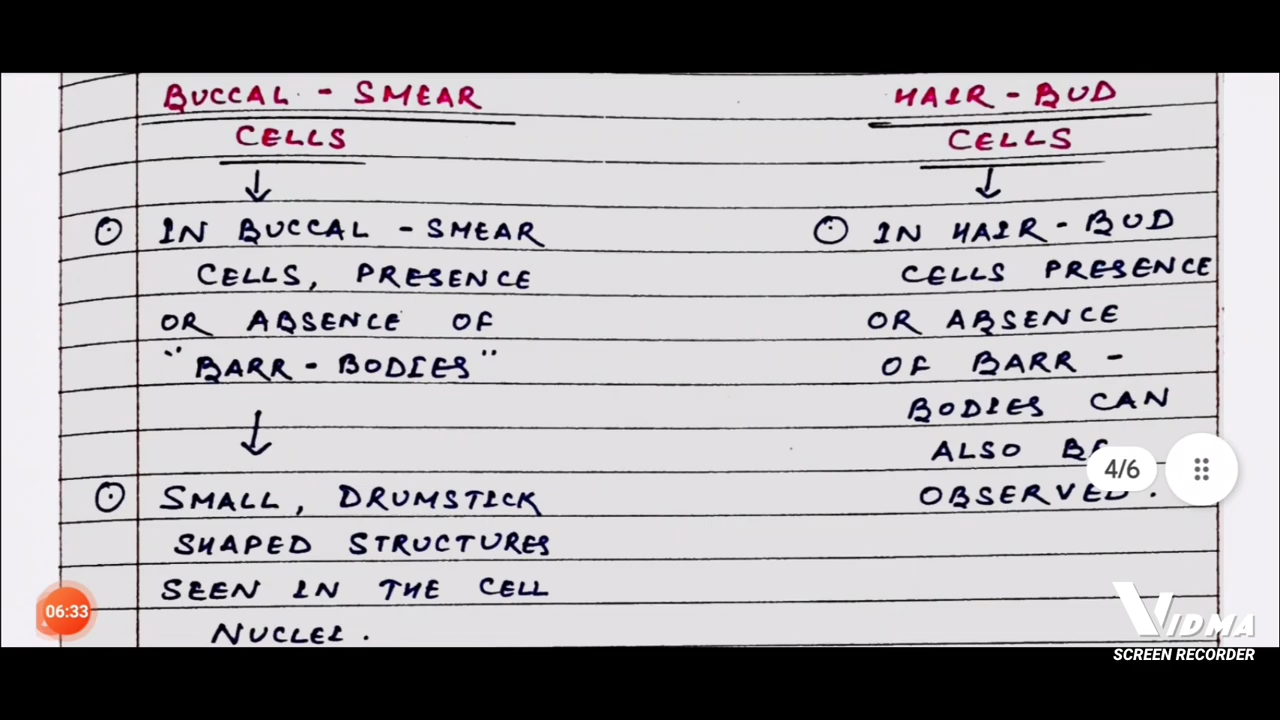 BUCCAL - SMEAR
CELLS
↓
⊙ IN BUCCAL - SMEAR
CELLS, PRESENCE
OR ABSENCE OF
"BARR - BODIES"
↓
⊙ SMALL, DRUMSTICK
SHAPED STRUCTURES
SEEN IN THE CELL
NUCLEI.
HAIR - BUD
CELLS
↓
⊙ IN HAIR - BUD
CELLS PRESENCE
OR ABSENCE
OF BARR -
BODIES CAN
ALSO BE
OBSERVED.
4/6
06:33
VIDMA
SCREEN RECORDER